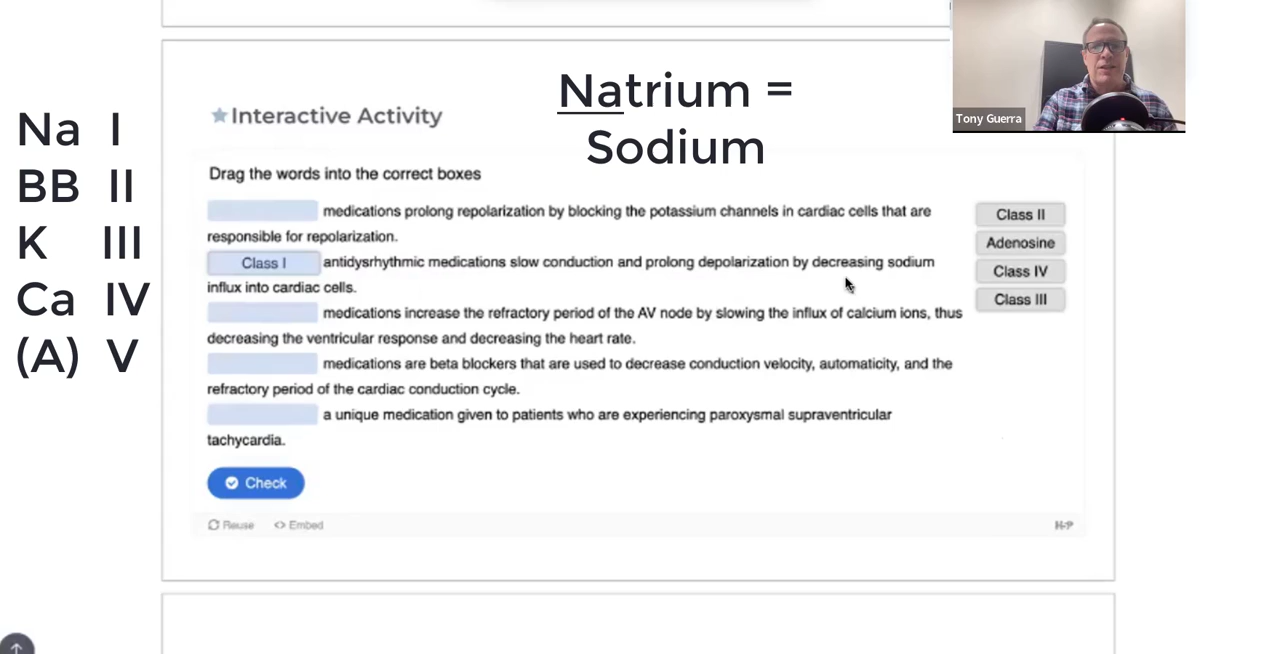 Natrium =
Sodium
Tony Guerra
Na I
BB II
K III
Ca IV
(A) V
Interactive Activity
Drag the words into the correct boxes
medications prolong repolarization by blocking the potassium channels in cardiac cells that are
responsible for repolarization.
Class I antidysrhythmic medications slow conduction and prolong depolarization by decreasing sodium
influx into cardiac cells.
medications increase the refractory period of the AV node by slowing the influx of calcium ions, thus
decreasing the ventricular response and decreasing the heart rate.
medications are beta blockers that are used to decrease conduction velocity, automaticity, and the
refractory period of the cardiac conduction cycle.
a unique medication given to patients who are experiencing paroxysmal supraventricular
tachycardia.
Class II
Adenosine
Class IV
Class III
Check
Reuse <> Embed
H-P